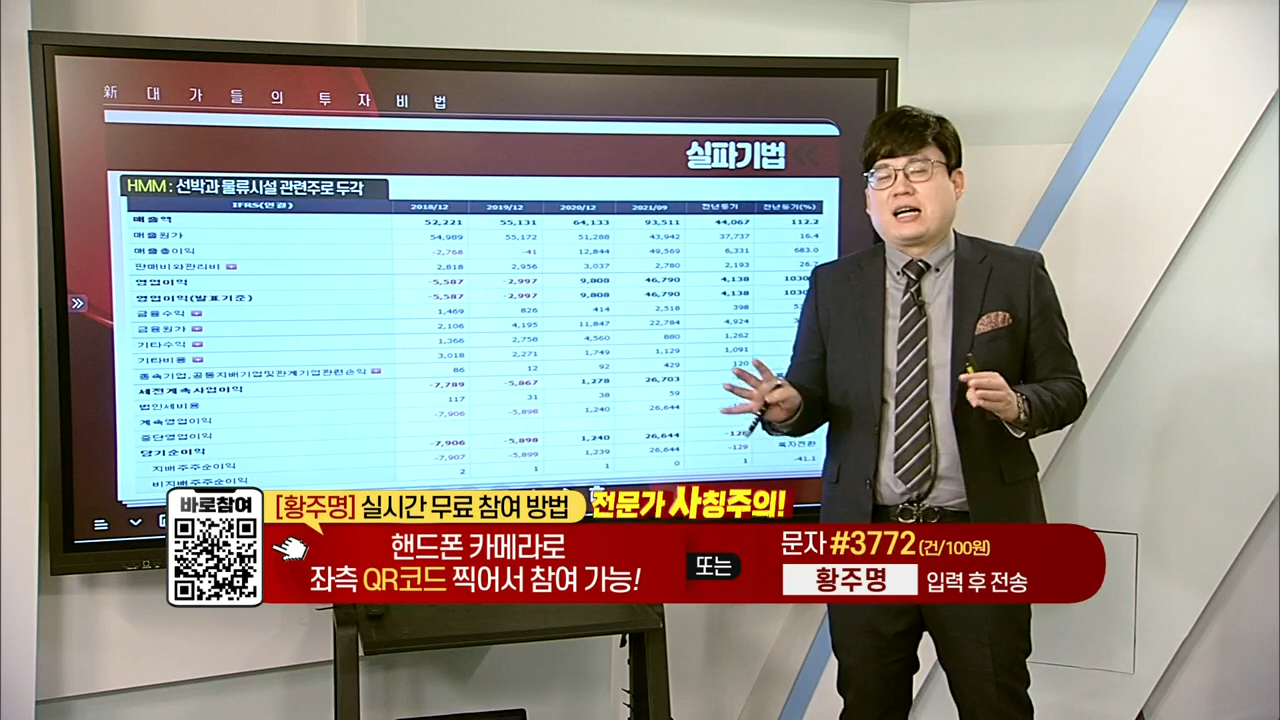 新 대가들의 투자비법
실파기법
HMM : 선박과 물류시설 관련주로 두각
IFRS(연결) 2018/12 2019/12 2020/12 2021/09 전년동기 전년동기(%)
매출액 52,221 55,131 64,133 93,511 44,067 112.2
매출원가 54,989 55,172 51,288 43,942 37,737 16.4
매출총이익 -2,768 -41 12,844 49,569 6,331 683.0
판매비와관리비 2,818 2,956 3,037 2,780 2,193 26.7
영업이익 -5,587 -2,997 9,808 46,790 4,138 1030
영업이익(발표기준) -5,587 -2,997 9,808 46,790 4,138 1030
금융수익 1,469 826 414 2,518 398
금융원가 2,106 4,195 11,847 22,784 4,924
기타수익 1,366 2,758 4,560 880 1,262
기타비용 3,018 2,271 1,749 1,129 1,091
종속기업,공동지배기업및관계기업관련손익 86 12 92 429 120
세전계속사업이익 -7,789 -5,867 1,278 26,703
법인세비용 117 31 38 59
계속영업이익 -7,906 -5,898 1,240 26,644
중단영업이익
당기순이익 -7,906 -5,898 1,240 26,644 -128 흑자전환
지배주주순이익 -7,907 -5,899 1,239 26,644 -129
비지배주주순이익 2 1 1 0 1 -41.1
바로참여
[황주명] 실시간 무료 참여 방법 전문가 사칭주의!
핸드폰 카메라로
좌측 QR코드 찍어서 참여 가능!
또는
문자 #3772 (건/100원)
황주명 입력 후 전송